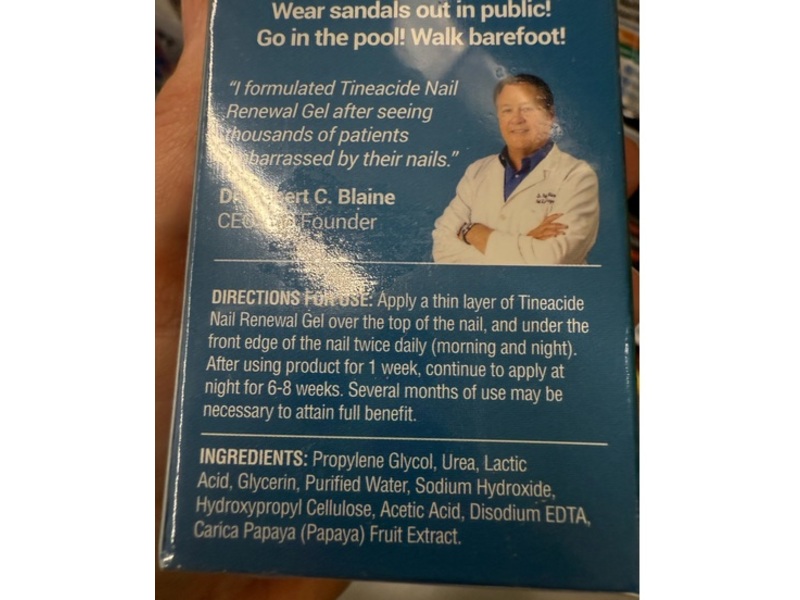 Wear sandals out in public!
Go in the pool! Walk barefoot!
“I formulated Tineacide Nail
Renewal Gel after seeing
thousands of patients
embarrassed by their nails.”
C. Blaine
Founder
DIRECTIONS FOR USE: Apply a thin layer of Tineacide
Nail Renewal Gel over the top of the nail, and under the
front edge of the nail twice daily (morning and night).
After using product for 1 week, continue to apply at
night for 6-8 weeks. Several months of use may be
necessary to attain full benefit.
INGREDIENTS: Propylene Glycol, Urea, Lactic
Acid, Glycerin, Purified Water, Sodium Hydroxide,
Hydroxypropyl Cellulose, Acetic Acid, Disodium EDTA,
Carica Papaya (Papaya) Fruit Extract.